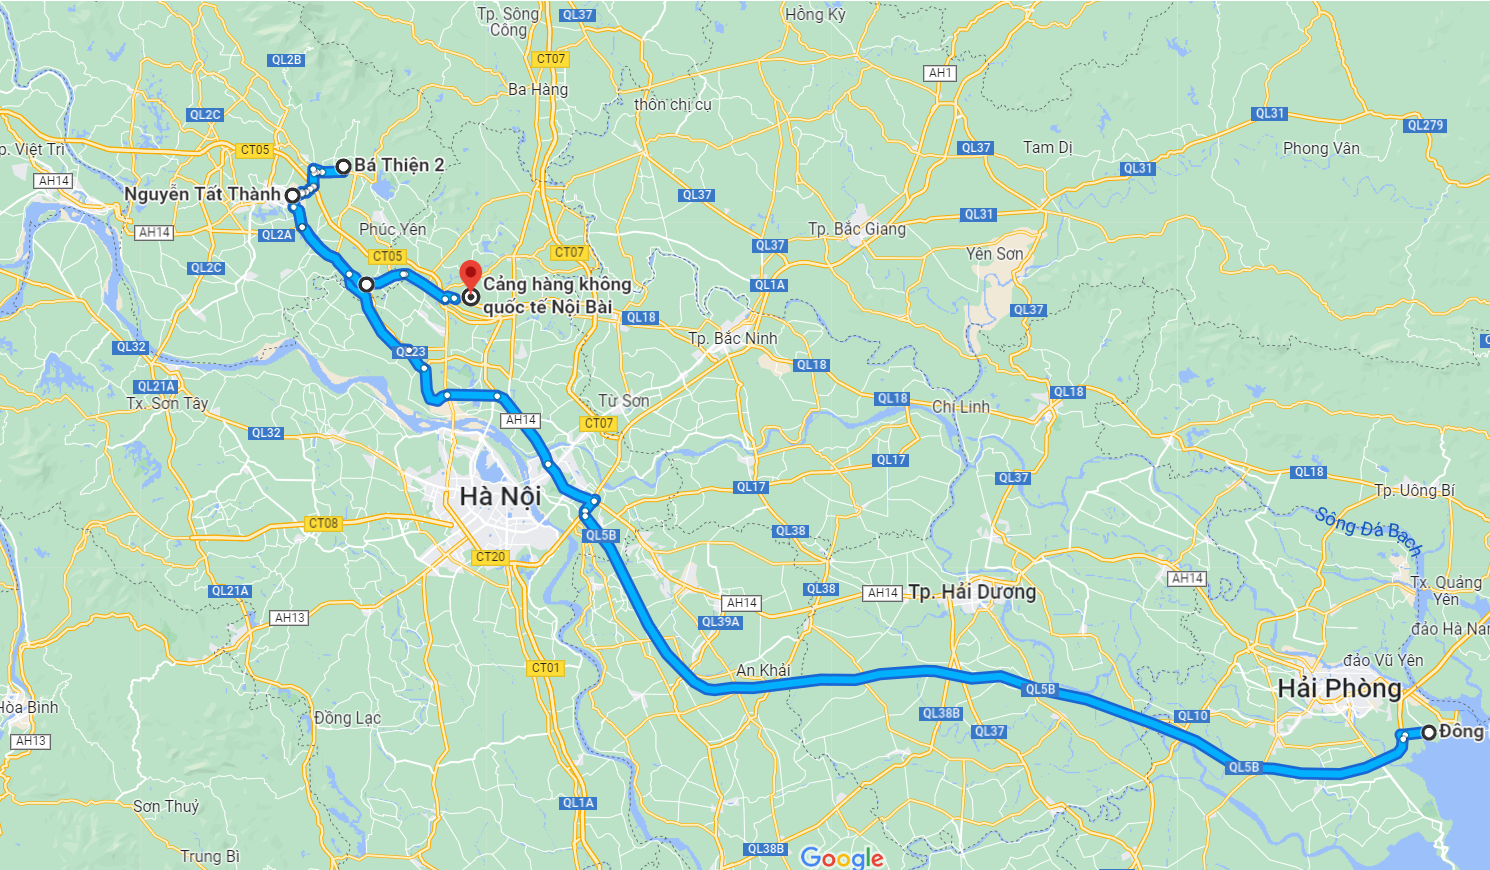 Tp. Sông
Công
QL37
Hồng Kỳ
QL2B
CT07
AH1
Ba Hàng
thôn chị cụ
QL2C
QL31
QL279
p. Việt Trì
CT05
QL37
Tam Dị
Phong Vân
Bá Thiện 2
QL31
AH14
Nguyễn Tất Thành
QL37
AH14
QL2A
Phúc Yên
QL31
Tp. Bắc Giang
QL37
CT05
CT07
Yên Sơn
QL2C
Cảng hàng không
quốc tế Nội Bài
QL1A
QL37
QL18
QL32
QL23
Tp. Bắc Ninh
QL18
QL21A
Tx. Sơn Tây
Từ Sơn
QL18
Chí Linh
QL18
AH14
CT07
QL32
QL17
QL18
QL37
QL17
Hà Nội
Tp. Uông Bí
CT08
QL5B
QL38
Sông Đá Bạch
CT20
QL21A
AH14
QL38
AH14
Tp. Hải Dương
AH14
Tx. Quảng
Yên
AH13
QL39A
đảo Hà Nam
CT01
An Khải
đảo Vũ Yên
Hải Phòng
QL5B
Hòa Bình
Đồng Lạc
QL38B
QL10
AH13
QL37
Đông
QL5B
Sơn Thuỷ
QL1A
Trung Bì
QL38B
Google